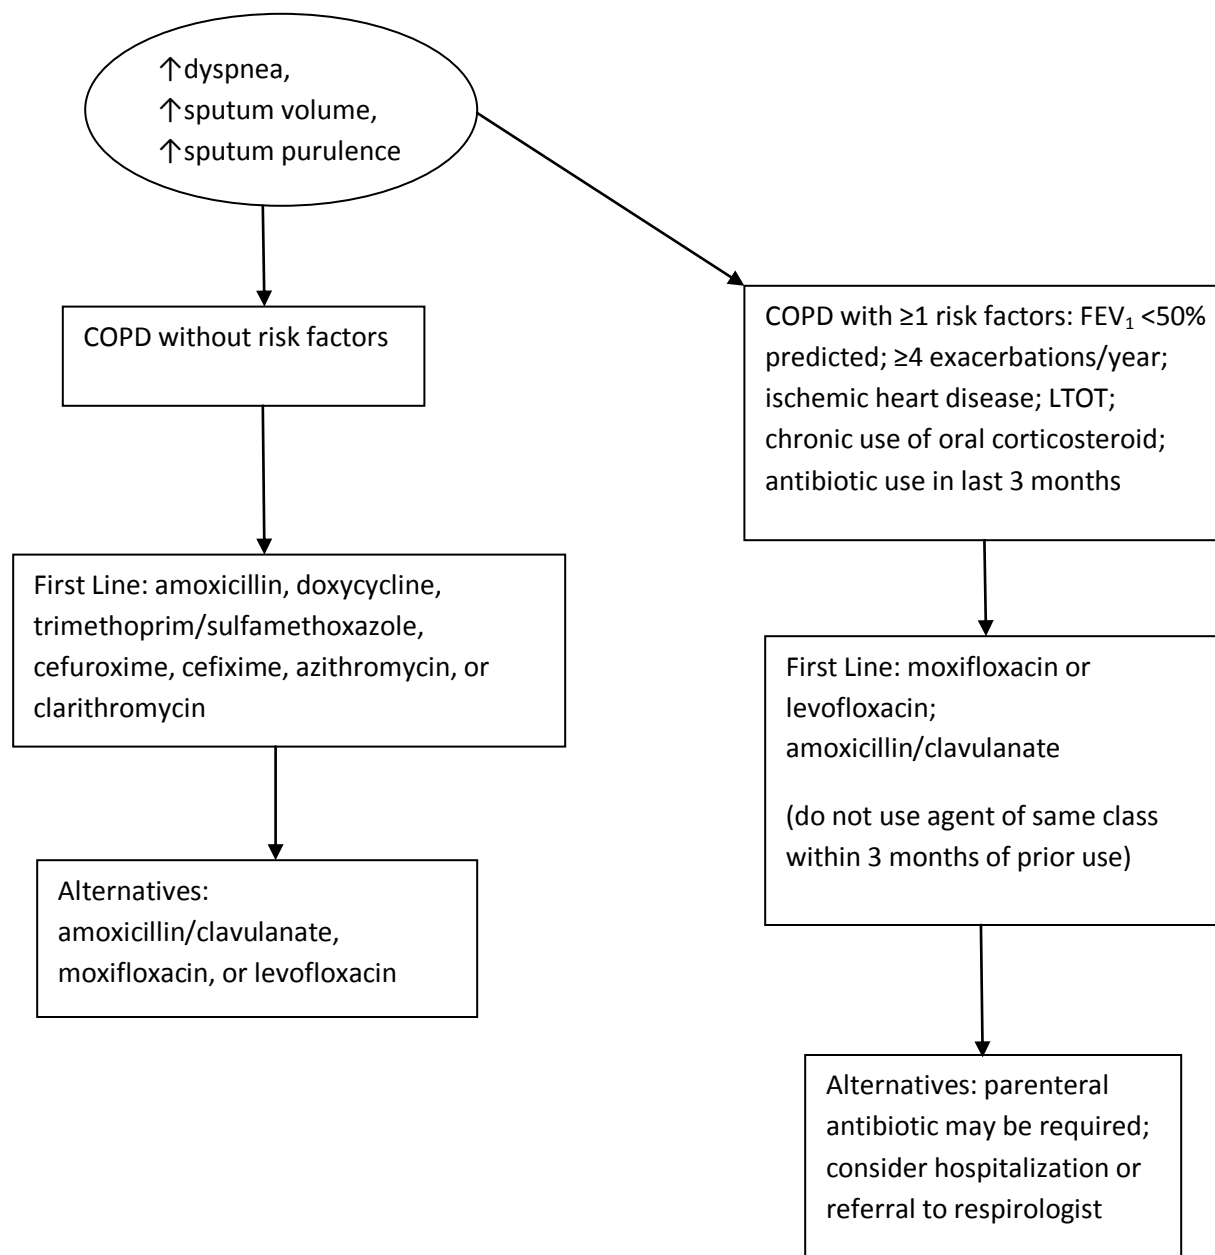 ↑dyspnea,
↑sputum volume,
↑sputum purulence
COPD without risk factors
First Line: amoxicillin, doxycycline,
trimethoprim/sulfamethoxazole,
cefuroxime, cefixime, azithromycin, or
clarithromycin
Alternatives:
amoxicillin/clavulanate,
moxifloxacin, or levofloxacin
COPD with ≥1 risk factors: FEV₁ <50%
predicted; ≥4 exacerbations/year;
ischemic heart disease; LTOT;
chronic use of oral corticosteroid;
antibiotic use in last 3 months
First Line: moxifloxacin or
levofloxacin;
amoxicillin/clavulanate
(do not use agent of same class
within 3 months of prior use)
Alternatives: parenteral
antibiotic may be required;
consider hospitalization or
referral to respirologist